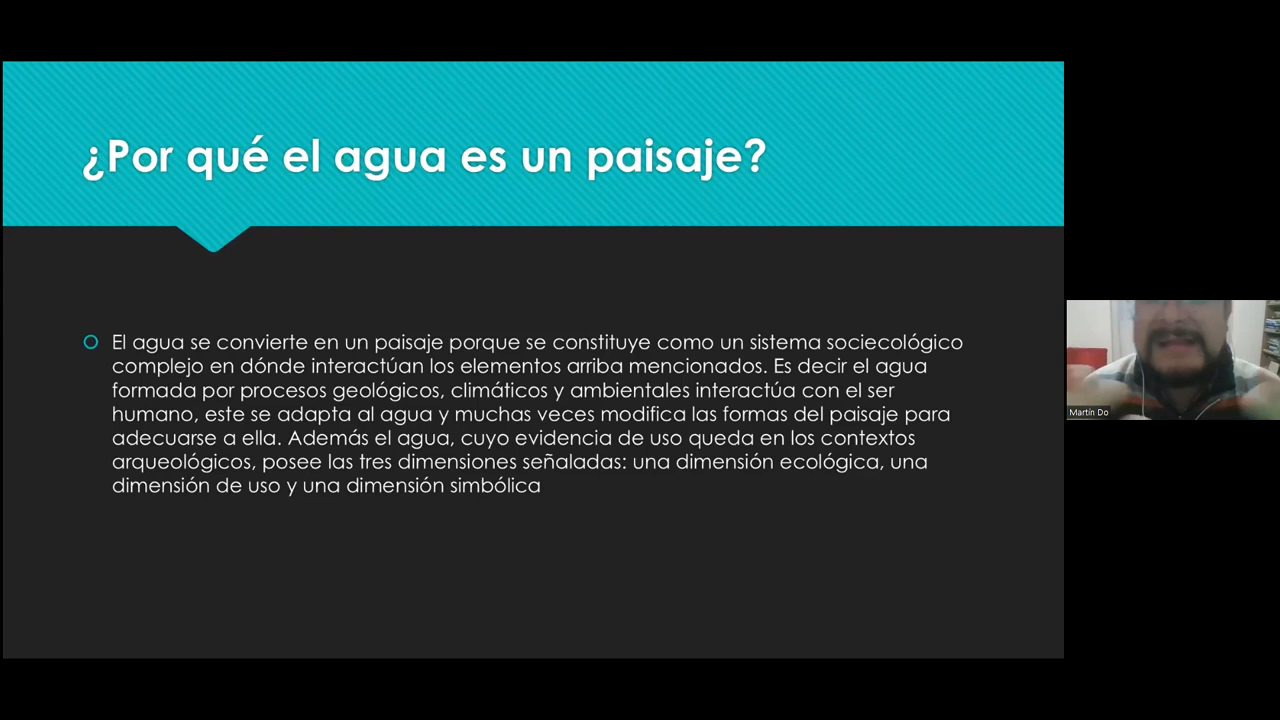 ¿Por qué el agua es un paisaje?
El agua se convierte en un paisaje porque se constituye como un sistema sociecológico
complejo en dónde interactúan los elementos arriba mencionados. Es decir el agua
formada por procesos geológicos, climáticos y ambientales interactúa con el ser
humano, este se adapta al agua y muchas veces modifica las formas del paisaje para
adecuarse a ella. Además el agua, cuyo evidencia de uso queda en los contextos
arqueológicos, posee las tres dimensiones señaladas: una dimensión ecológica, una
dimensión de uso y una dimensión simbólica
Martín Do